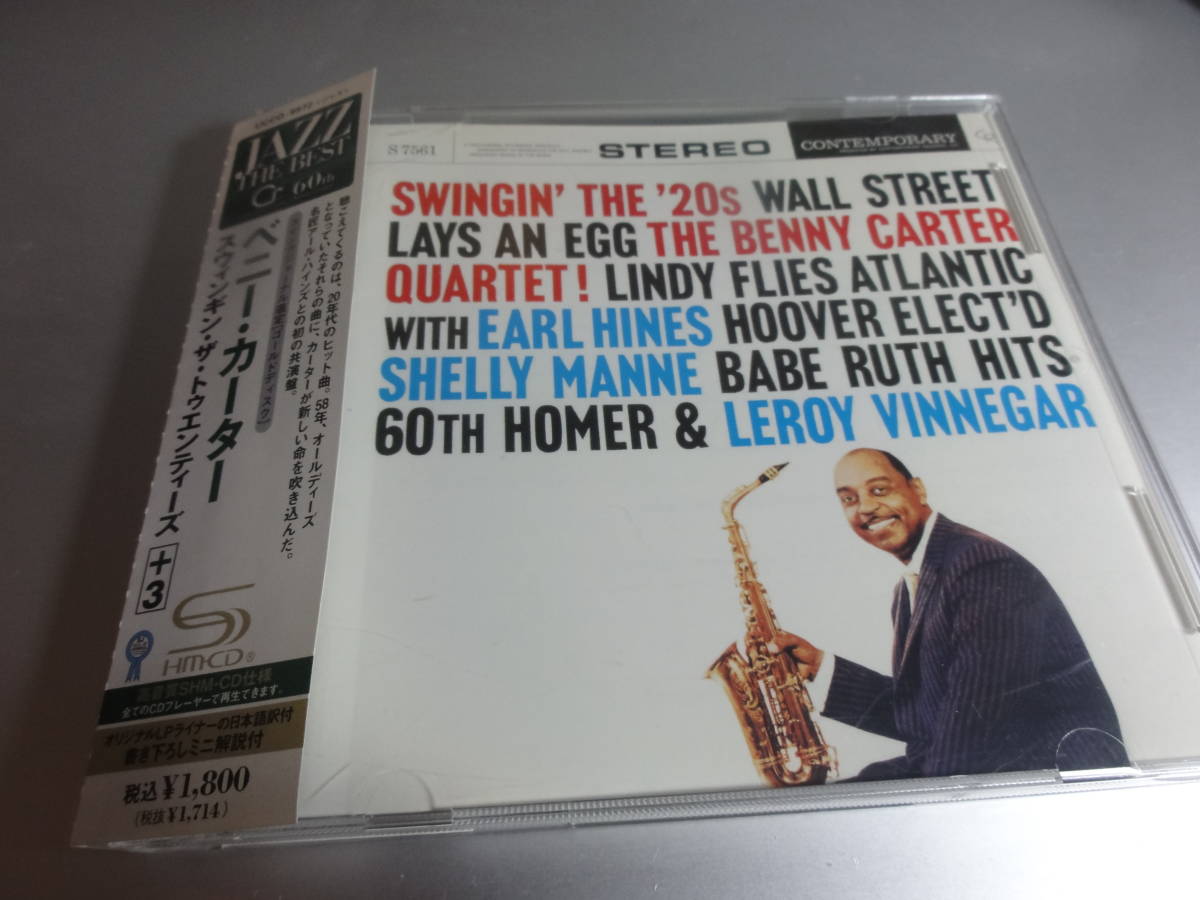 JAZZ
THE BEST
60th
ベニー・カーター
スウィンギン・ザ・トゥエンティーズ +3
聴こえてくるのは、20年代のヒット曲。58年、オールディーズ
となっていたそれらの曲に、カーターが新しい命を吹き込んだ。
名匠アール・ハインズとの初の共演盤。
SHM-CD®
高音質SHM-CD仕様
全てのCDプレーヤーで再生できます。
オリジナルLPライナーの日本語訳付
書き下ろしミニ解説付
税込¥1,800
(税抜¥1,714)
S 7561
STEREO
CONTEMPORARY
SWINGIN' THE '20s WALL STREET
LAYS AN EGG THE BENNY CARTER
QUARTET! LINDY FLIES ATLANTIC
WITH EARL HINES HOOVER ELECT'D
SHELLY MANNE BABE RUTH HITS
60TH HOMER & LEROY VINNEGAR